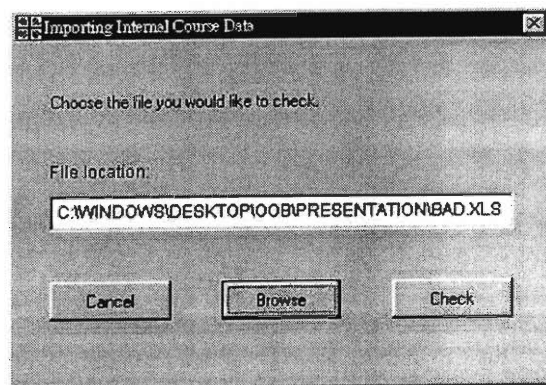 Importing Internal Course Data
Choose the file you would like to check.
File location:
C:\WINDOWS\DESKTOP\OOB\PRESENTATION\BAD.XLS
Cancel Browse Check